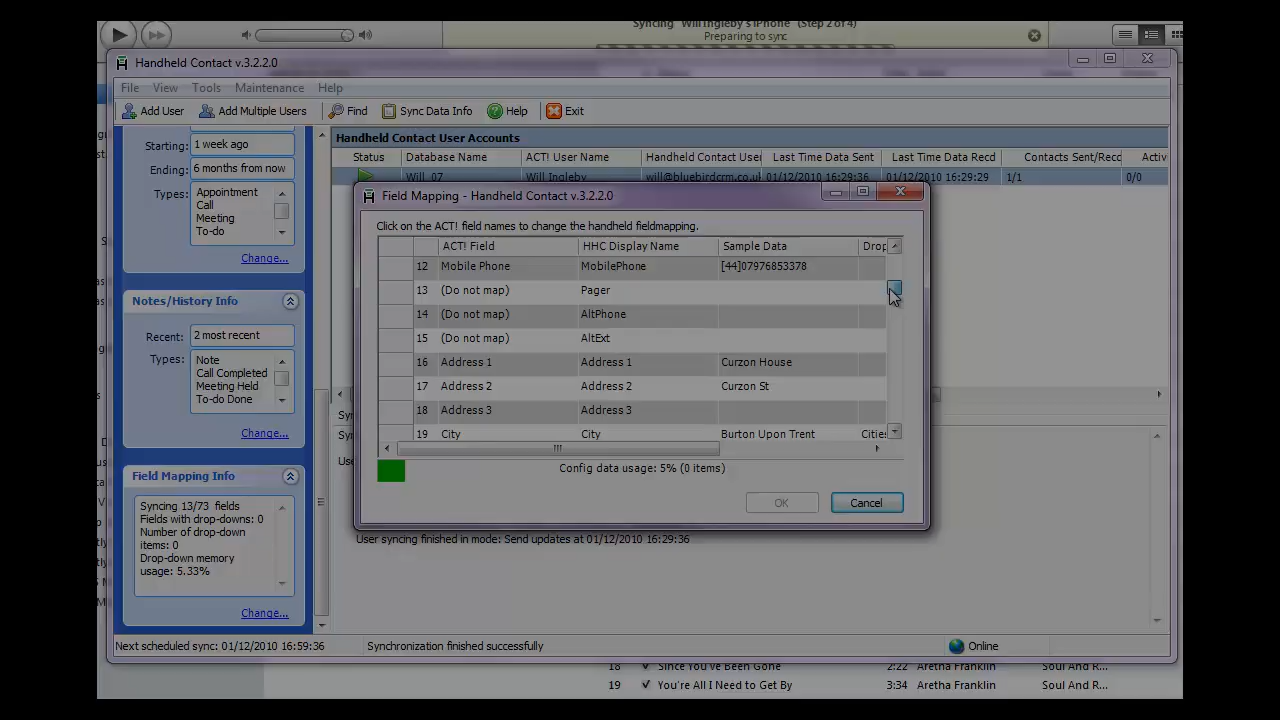 Syncing "Will Ingleby's iPhone" (Step 2 of 4)
Preparing to sync
Handheld Contact v.3.2.2.0
File View Tools Maintenance Help
Add User Add Multiple Users Find Sync Data Info Help Exit
Starting: 1 week ago
Ending: 6 months from now
Types: Appointment
Call
Meeting
To-do
Change...
Notes/History Info
Recent: 2 most recent
Types: Note
Call Completed
Meeting Held
To-do Done
Change...
Field Mapping Info
Syncing 13/73 fields
Fields with drop-downs: 0
Number of drop-down
items: 0
Drop-down memory
usage: 5.33%
Change...
Handheld Contact User Accounts
Status Database Name ACT! User Name Handheld Contact User Last Time Data Sent Last Time Data Recd Contacts Sent/Recd Activ
Will_07 Will Ingleby will@bluebirdcrm.co.uk 01/12/2010 16:29:36 01/12/2010 16:29:29 1/1 0/0
Field Mapping - Handheld Contact v.3.2.2.0
Click on the ACT! field names to change the handheld fieldmapping.
ACT! Field HHC Display Name Sample Data Drop
12 Mobile Phone MobilePhone [44]07976853378
13 (Do not map) Pager
14 (Do not map) AltPhone
15 (Do not map) AltExt
16 Address 1 Address 1 Curzon House
17 Address 2 Address 2 Curzon St
18 Address 3 Address 3
19 City City Burton Upon Trent Cities
Config data usage: 5% (0 items)
OK Cancel
User syncing finished in mode: Send updates at 01/12/2010 16:29:36
Next scheduled sync: 01/12/2010 16:59:36 Synchronization finished successfully Online
18 Since You've Been Gone 2:22 Aretha Franklin Soul And R...
19 You're All I Need to Get By 3:34 Aretha Franklin Soul And R...